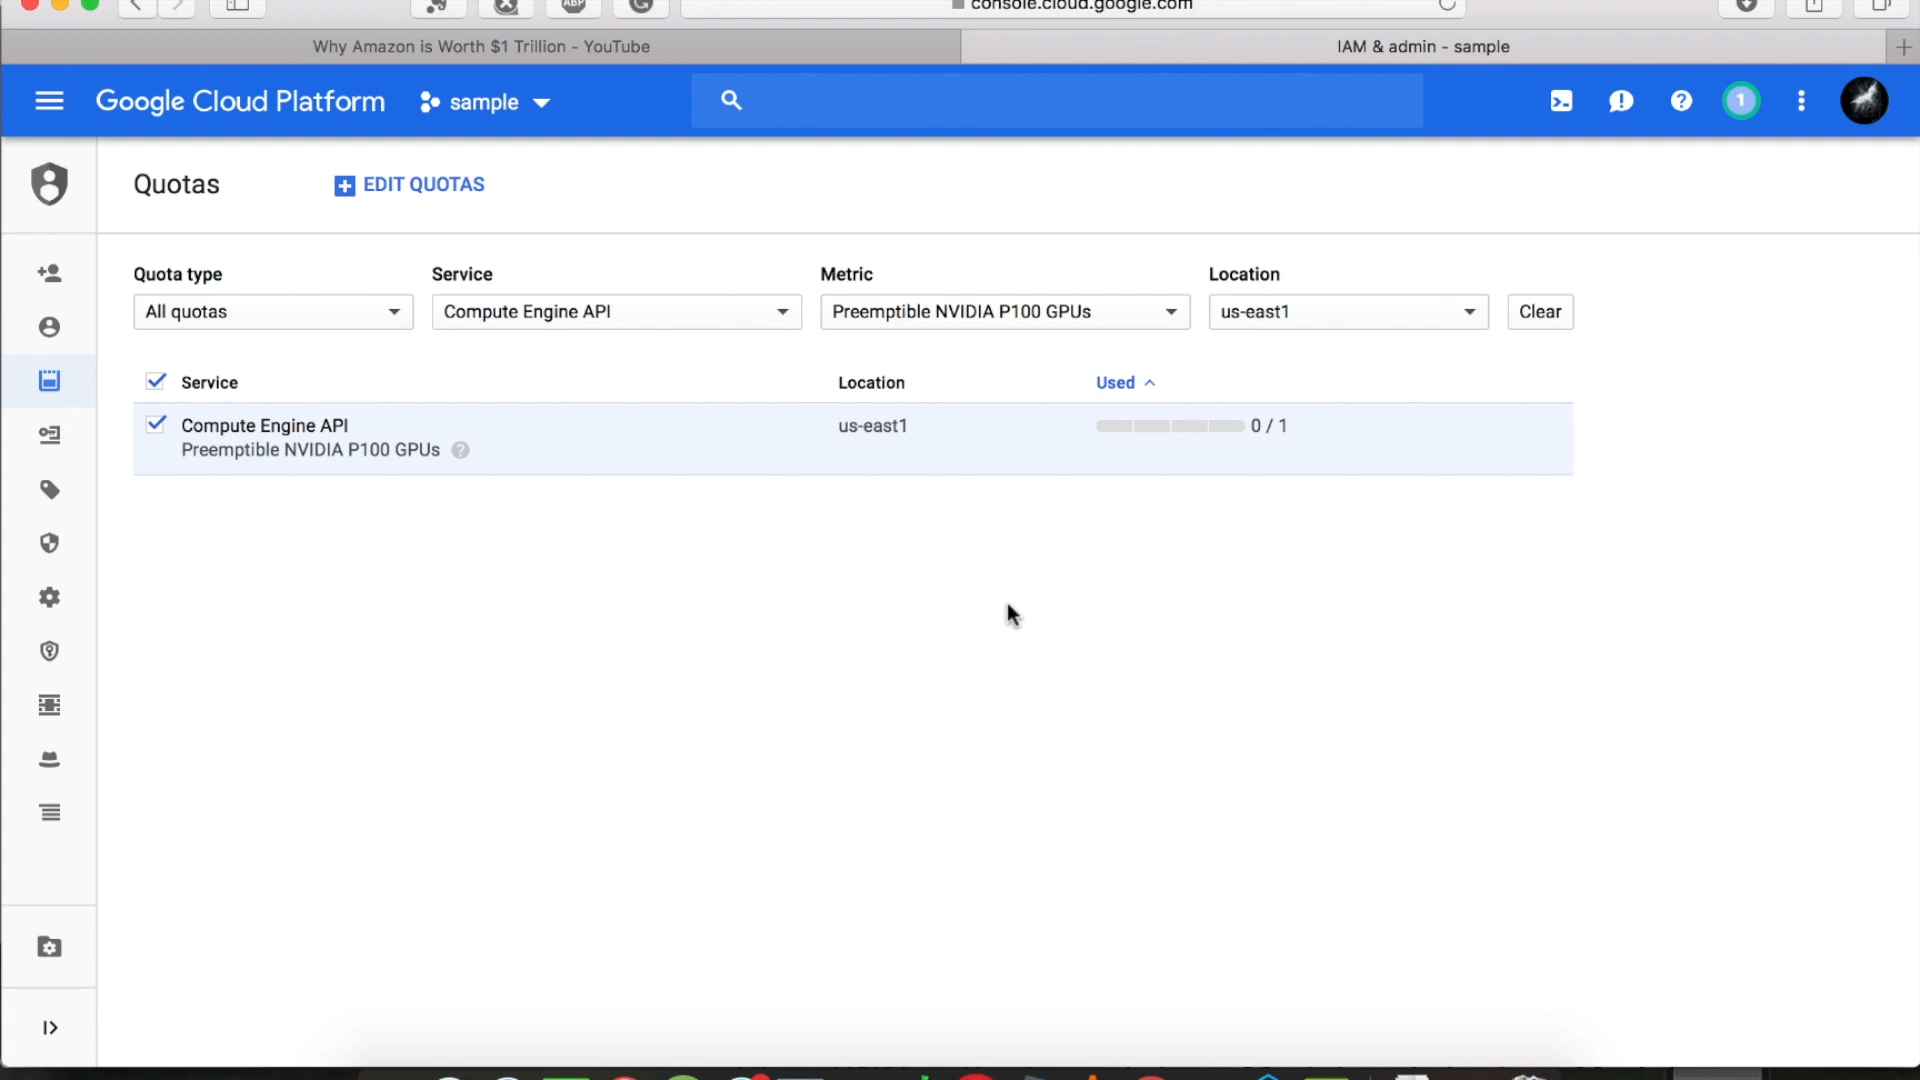 console.cloud.google.com
Why Amazon is Worth $1 Trillion - YouTube
IAM & admin - sample
Google Cloud Platform
sample
1
Quotas
EDIT QUOTAS
Quota type
Service
Metric
Location
All quotas
Compute Engine API
Preemptible NVIDIA P100 GPUs
us-east1
Clear
Service
Location
Used
Compute Engine API
us-east1
0 / 1
Preemptible NVIDIA P100 GPUs